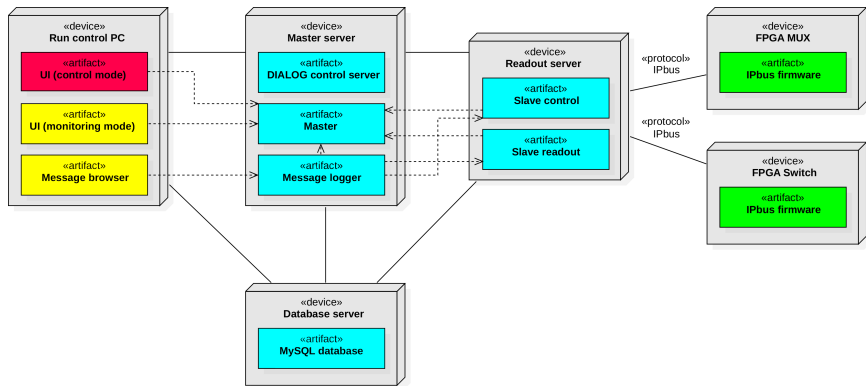 «device»
Run control PC
«artifact»
UI (control mode)
«artifact»
UI (monitoring mode)
«artifact»
Message browser
«device»
Master server
«artifact»
DIALOG control server
«artifact»
Master
«artifact»
Message logger
«device»
Readout server
«artifact»
Slave control
«artifact»
Slave readout
«protocol»
IPbus
«protocol»
IPbus
«device»
FPGA MUX
«artifact»
IPbus firmware
«device»
FPGA Switch
«artifact»
IPbus firmware
«device»
Database server
«artifact»
MySQL database